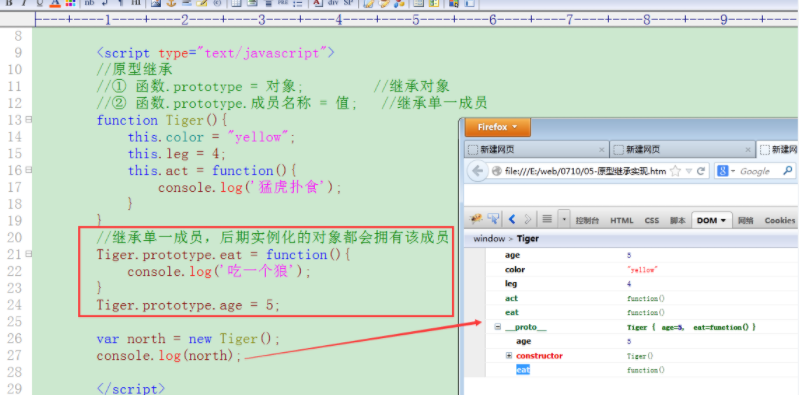 8
9 <script type="text/javascript">
10 //原型继承
11 //① 函数.prototype = 对象; //继承对象
12 //② 函数.prototype.成员名称 = 值; //继承单一成员
13 function Tiger(){
14 this.color = "yellow";
15 this.leg = 4;
16 this.act = function(){
17 console.log('猛虎扑食');
18 }
19 }
20 //继承单一成员，后期实例化的对象都会拥有该成员
21 Tiger.prototype.eat = function(){
22 console.log('吃一个狼');
23 }
24 Tiger.prototype.age = 5;
25
26 var north = new Tiger();
27 console.log(north);
28
29 </script>
Firefox
新建网页 新建网页 新建网
file:///E:/web/0710/05-原型继承实现.htm
Google
控制台 HTML CSS 脚本 DOM 网络 Cookies
window > Tiger
age 5
color "yellow"
leg 4
act function()
eat function()
__proto__ Tiger { age=5, eat=function() }
age 5
constructor Tiger()
eat function()